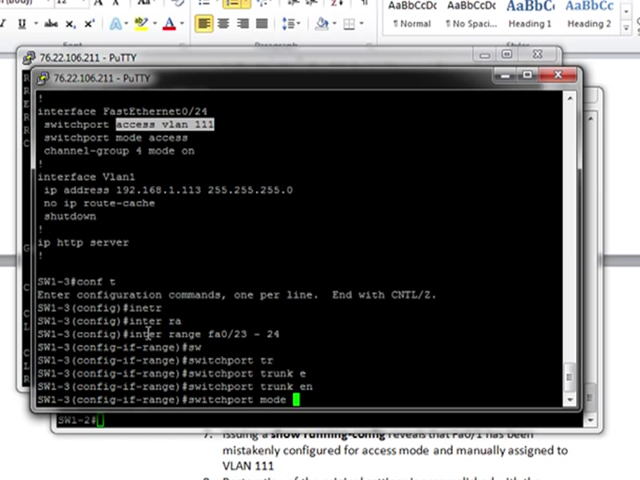 AaBbCcDc AaBbCcDc AaBbC AaBbCc
¶ Normal ¶ No Spaci... Heading 1 Heading 2
Paragraph
76.22.106.211 - PuTTY
76.22.106.211 - PuTTY
!
interface FastEthernet0/24
switchport access vlan 111
switchport mode access
channel-group 4 mode on
!
interface Vlan1
ip address 192.168.1.113 255.255.255.0
no ip route-cache
shutdown
!
ip http server
!
SW1-3#conf t
Enter configuration commands, one per line. End with CNTL/Z.
SW1-3(config)#inetr
SW1-3(config)#inter ra
SW1-3(config)#inter range fa0/23 - 24
SW1-3(config-if-range)#sw
SW1-3(config-if-range)#switchport tr
SW1-3(config-if-range)#switchport trunk e
SW1-3(config-if-range)#switchport trunk en
SW1-3(config-if-range)#switchport mode
SW1-2#
7. Issuing a show running-config reveals that Fa0/1 has been
mistakenly configured for access mode and manually assigned to
VLAN 111